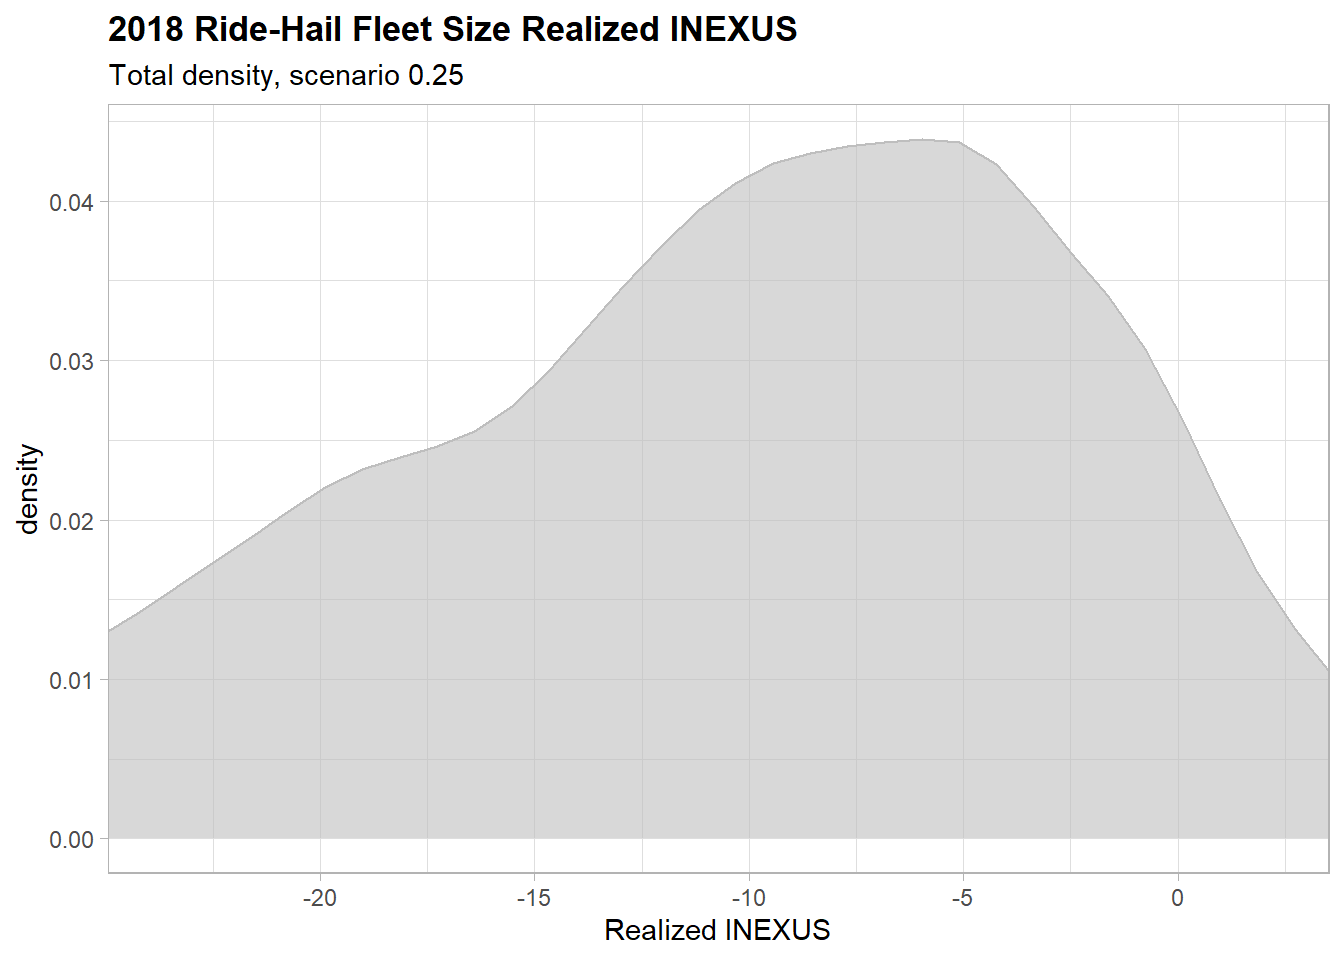 2018 Ride-Hail Fleet Size Realized INEXUS
Total density, scenario 0.25
density
0.04
0.03
0.02
0.01
0.00
-20 -15 -10 -5 0
Realized INEXUS